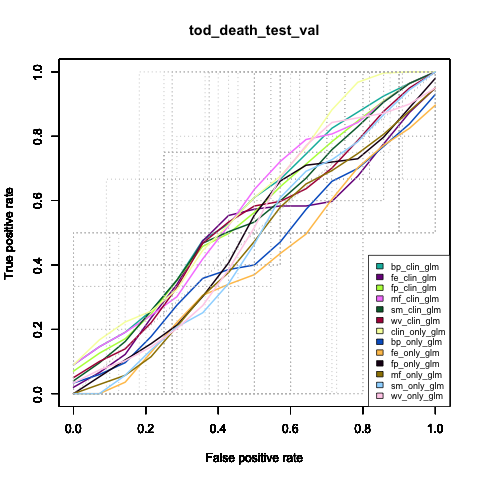 tod_death_test_val
True positive rate
1.0
0.8
0.6
0.4
0.2
0.0
bp_clin_glm
fe_clin_glm
fp_clin_glm
mf_clin_glm
sm_clin_glm
wv_clin_glm
clin_only_glm
bp_only_glm
fe_only_glm
fp_only_glm
mf_only_glm
sm_only_glm
wv_only_glm
0.0 0.2 0.4 0.6 0.8 1.0
False positive rate